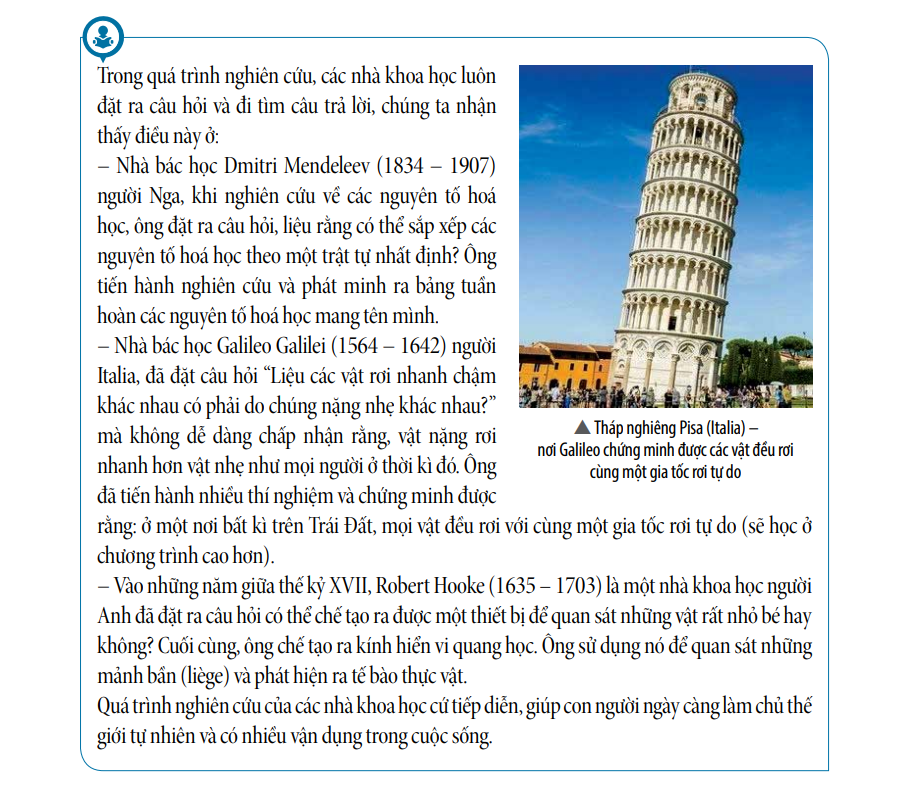 Trong quá trình nghiên cứu, các nhà khoa học luôn
đặt ra câu hỏi và đi tìm câu trả lời, chúng ta nhận
thấy điều này ở:
– Nhà bác học Dmitri Mendeleev (1834 – 1907)
người Nga, khi nghiên cứu về các nguyên tố hoá
học, ông đặt ra câu hỏi, liệu rằng có thể sắp xếp các
nguyên tố hoá học theo một trật tự nhất định? Ông
tiến hành nghiên cứu và phát minh ra bảng tuần
hoàn các nguyên tố hoá học mang tên mình.
– Nhà bác học Galileo Galilei (1564 – 1642) người
Italia, đã đặt câu hỏi “Liệu các vật rơi nhanh chậm
khác nhau có phải do chúng nặng nhẹ khác nhau?”
mà không dễ dàng chấp nhận rằng, vật nặng rơi
nhanh hơn vật nhẹ như mọi người ở thời kì đó. Ông
đã tiến hành nhiều thí nghiệm và chứng minh được
rằng: ở một nơi bất kì trên Trái Đất, mọi vật đều rơi với cùng một gia tốc rơi tự do (sẽ học ở
chương trình cao hơn).
▲ Tháp nghiêng Pisa (Italia) –
nơi Galileo chứng minh được các vật đều rơi
cùng một gia tốc rơi tự do
– Vào những năm giữa thế kỷ XVII, Robert Hooke (1635 – 1703) là một nhà khoa học người
Anh đã đặt ra câu hỏi có thể chế tạo ra được một thiết bị để quan sát những vật rất nhỏ bé hay
không? Cuối cùng, ông chế tạo ra kính hiển vi quang học. Ông sử dụng nó để quan sát những
mảnh bần (liège) và phát hiện ra tế bào thực vật.
Quá trình nghiên cứu của các nhà khoa học cứ tiếp diễn, giúp con người ngày càng làm chủ thế
giới tự nhiên và có nhiều vận dụng trong cuộc sống.